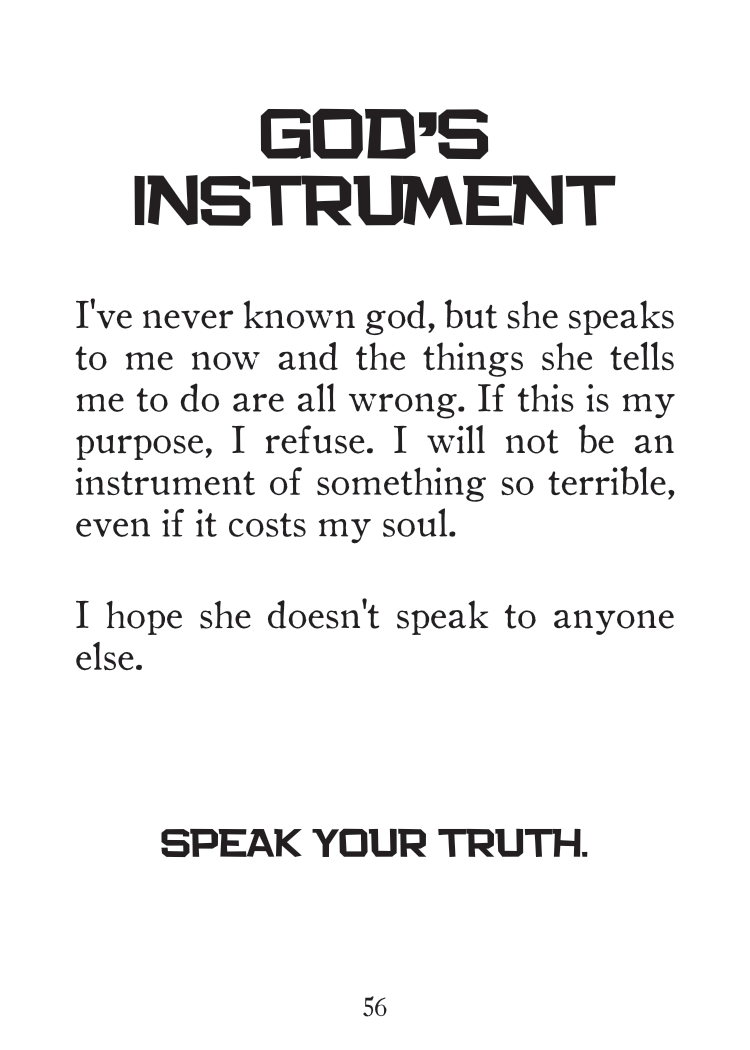 GOD'S
INSTRUMENT
I've never known god, but she speaks
to me now and the things she tells
me to do are all wrong. If this is my
purpose, I refuse. I will not be an
instrument of something so terrible,
even if it costs my soul.
I hope she doesn't speak to anyone
else.
SPEAK YOUR TRUTH.
56